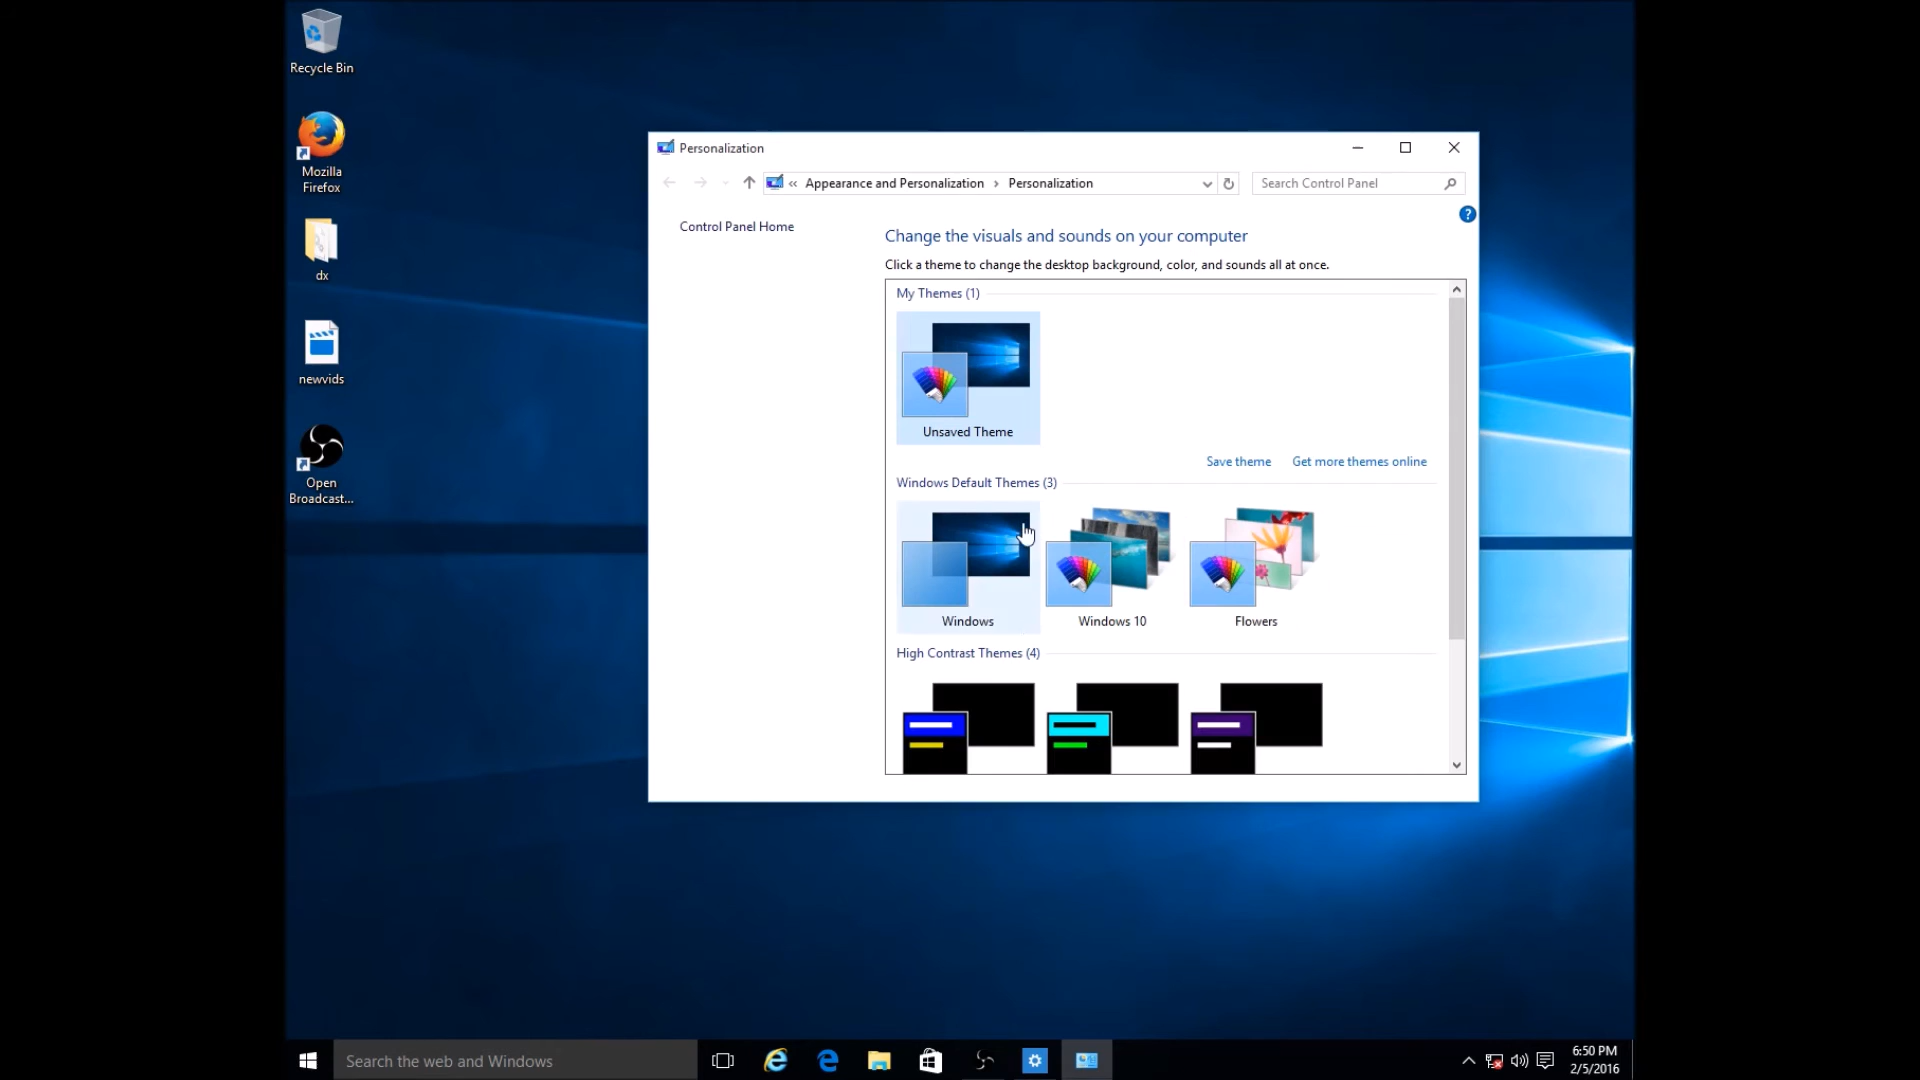 Recycle Bin
Mozilla
Firefox
dx
newvids
Open
Broadcast...
Personalization
« Appearance and Personalization › Personalization
Search Control Panel
?
Control Panel Home
Change the visuals and sounds on your computer
Click a theme to change the desktop background, color, and sounds all at once.
My Themes (1)
Unsaved Theme
Save theme Get more themes online
Windows Default Themes (3)
Windows Windows 10 Flowers
High Contrast Themes (4)
Search the web and Windows
6:50 PM
2/5/2016